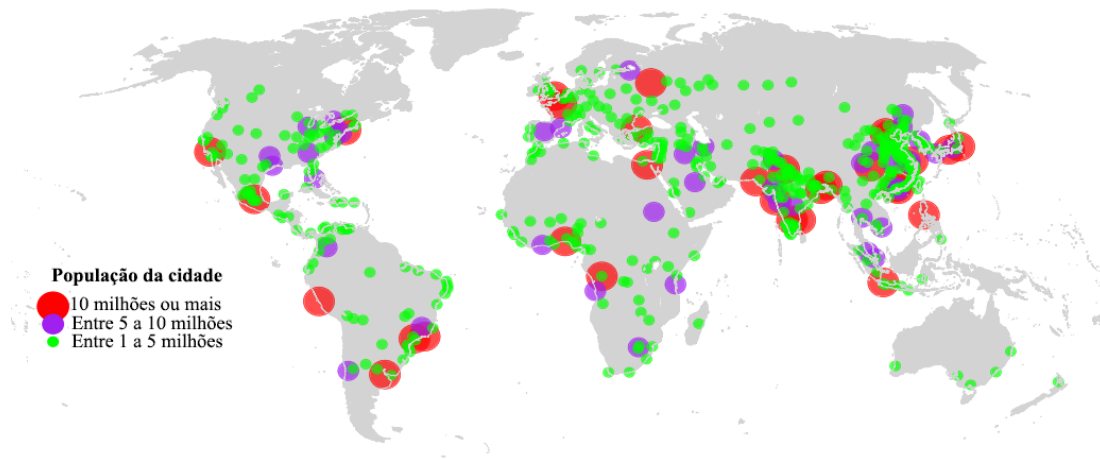 População da cidade
10 milhões ou mais
Entre 5 a 10 milhões
Entre 1 a 5 milhões